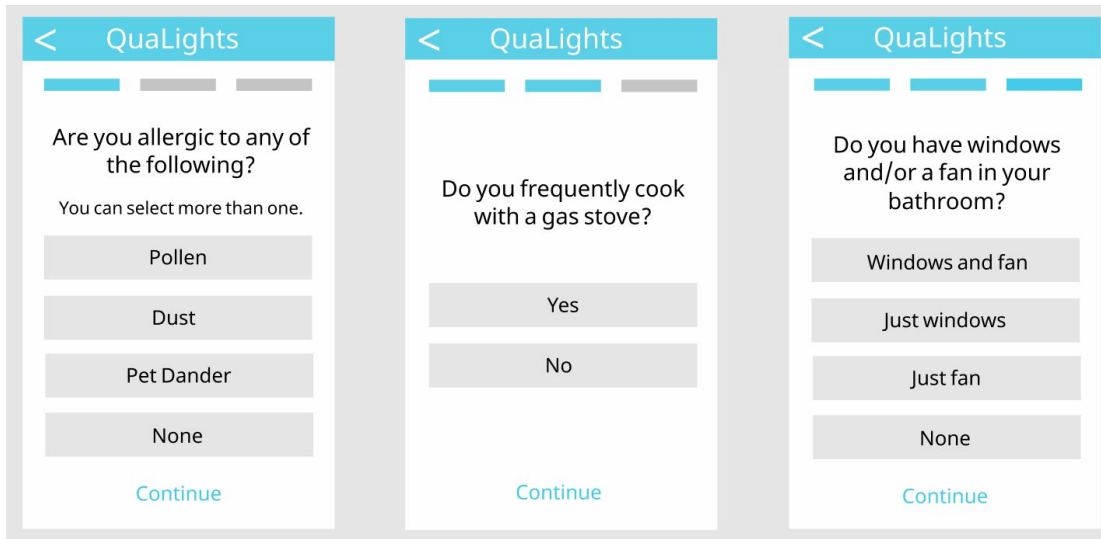 < QuaLights
Are you allergic to any of
the following?
You can select more than one.
Pollen
Dust
Pet Dander
None
Continue
< QuaLights
Do you frequently cook
with a gas stove?
Yes
No
Continue
< QuaLights
Do you have windows
and/or a fan in your
bathroom?
Windows and fan
Just windows
Just fan
None
Continue